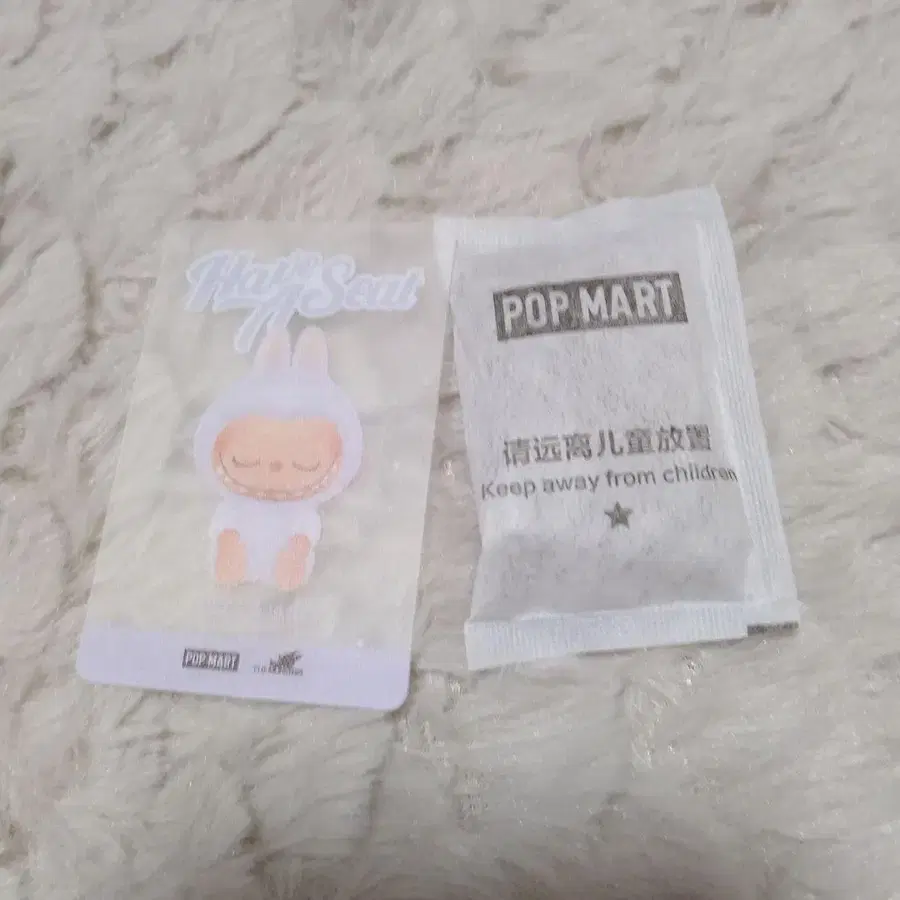 Have A Seat
POP MART
POP MART
请远离儿童放置
Keep away from children